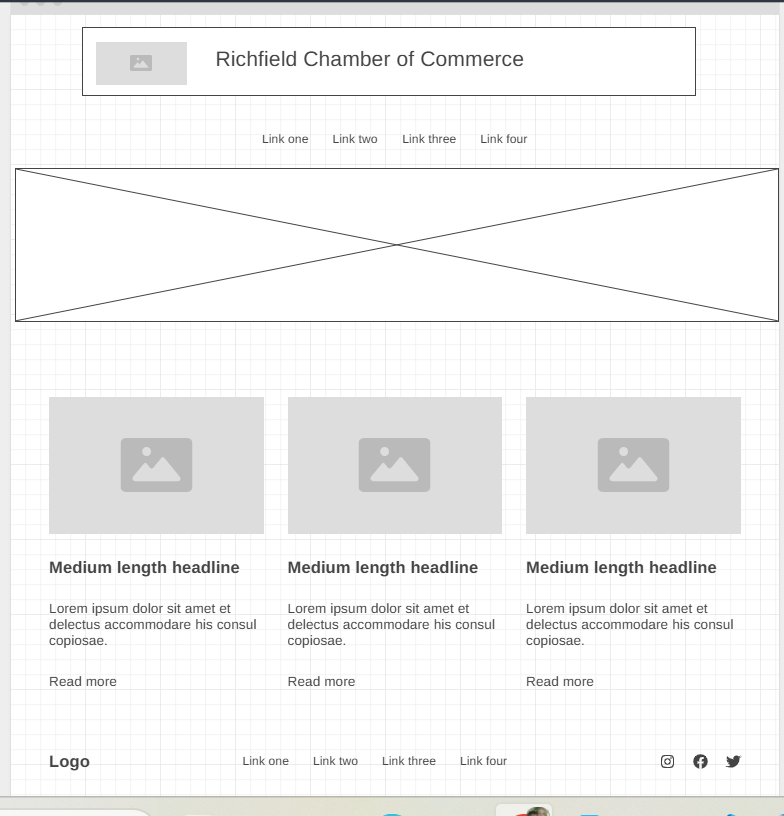 Richfield Chamber of Commerce
Link one Link two Link three Link four
Medium length headline
Lorem ipsum dolor sit amet et
delectus accommodare his consul
copiosae.
Read more
Medium length headline
Lorem ipsum dolor sit amet et
delectus accommodare his consul
copiosae.
Read more
Medium length headline
Lorem ipsum dolor sit amet et
delectus accommodare his consul
copiosae.
Read more
Logo
Link one Link two Link three Link four